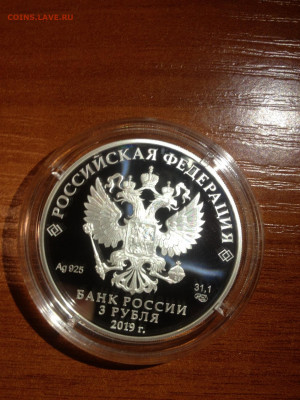 COINS.LAVE.RU
РОССИЙСКАЯ ФЕДЕРАЦИЯ
Ag 925
31,1
БАНК РОССИИ
3 РУБЛЯ
2019 г.